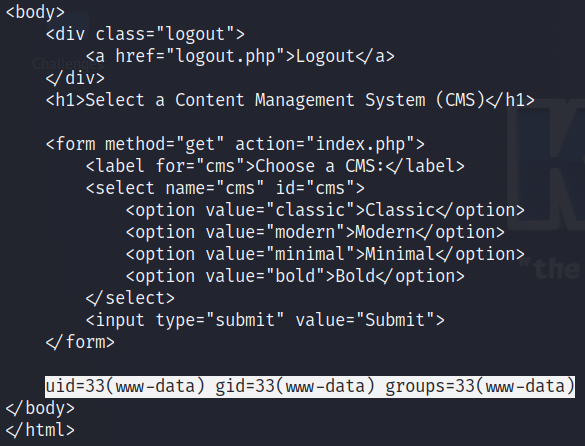 <body>
    <div class="logout">
        <a href="logout.php">Logout</a>
    </div>
    <h1>Select a Content Management System (CMS)</h1>

    <form method="get" action="index.php">
        <label for="cms">Choose a CMS:</label>
        <select name="cms" id="cms">
            <option value="classic">Classic</option>
            <option value="modern">Modern</option>
            <option value="minimal">Minimal</option>
            <option value="bold">Bold</option>
        </select>
        <input type="submit" value="Submit">
    </form>

    uid=33(www-data) gid=33(www-data) groups=33(www-data)
</body>
</html>
"the